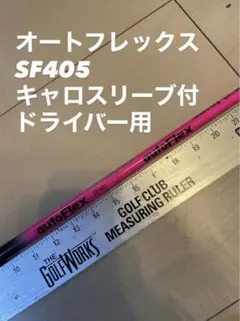 オートフレックス
SF405
キャロスリーブ付
ドライバー用
autoFlex
autoFlex
THE
GOLFWORKS
GOLF CLUB
MEASURING RULER